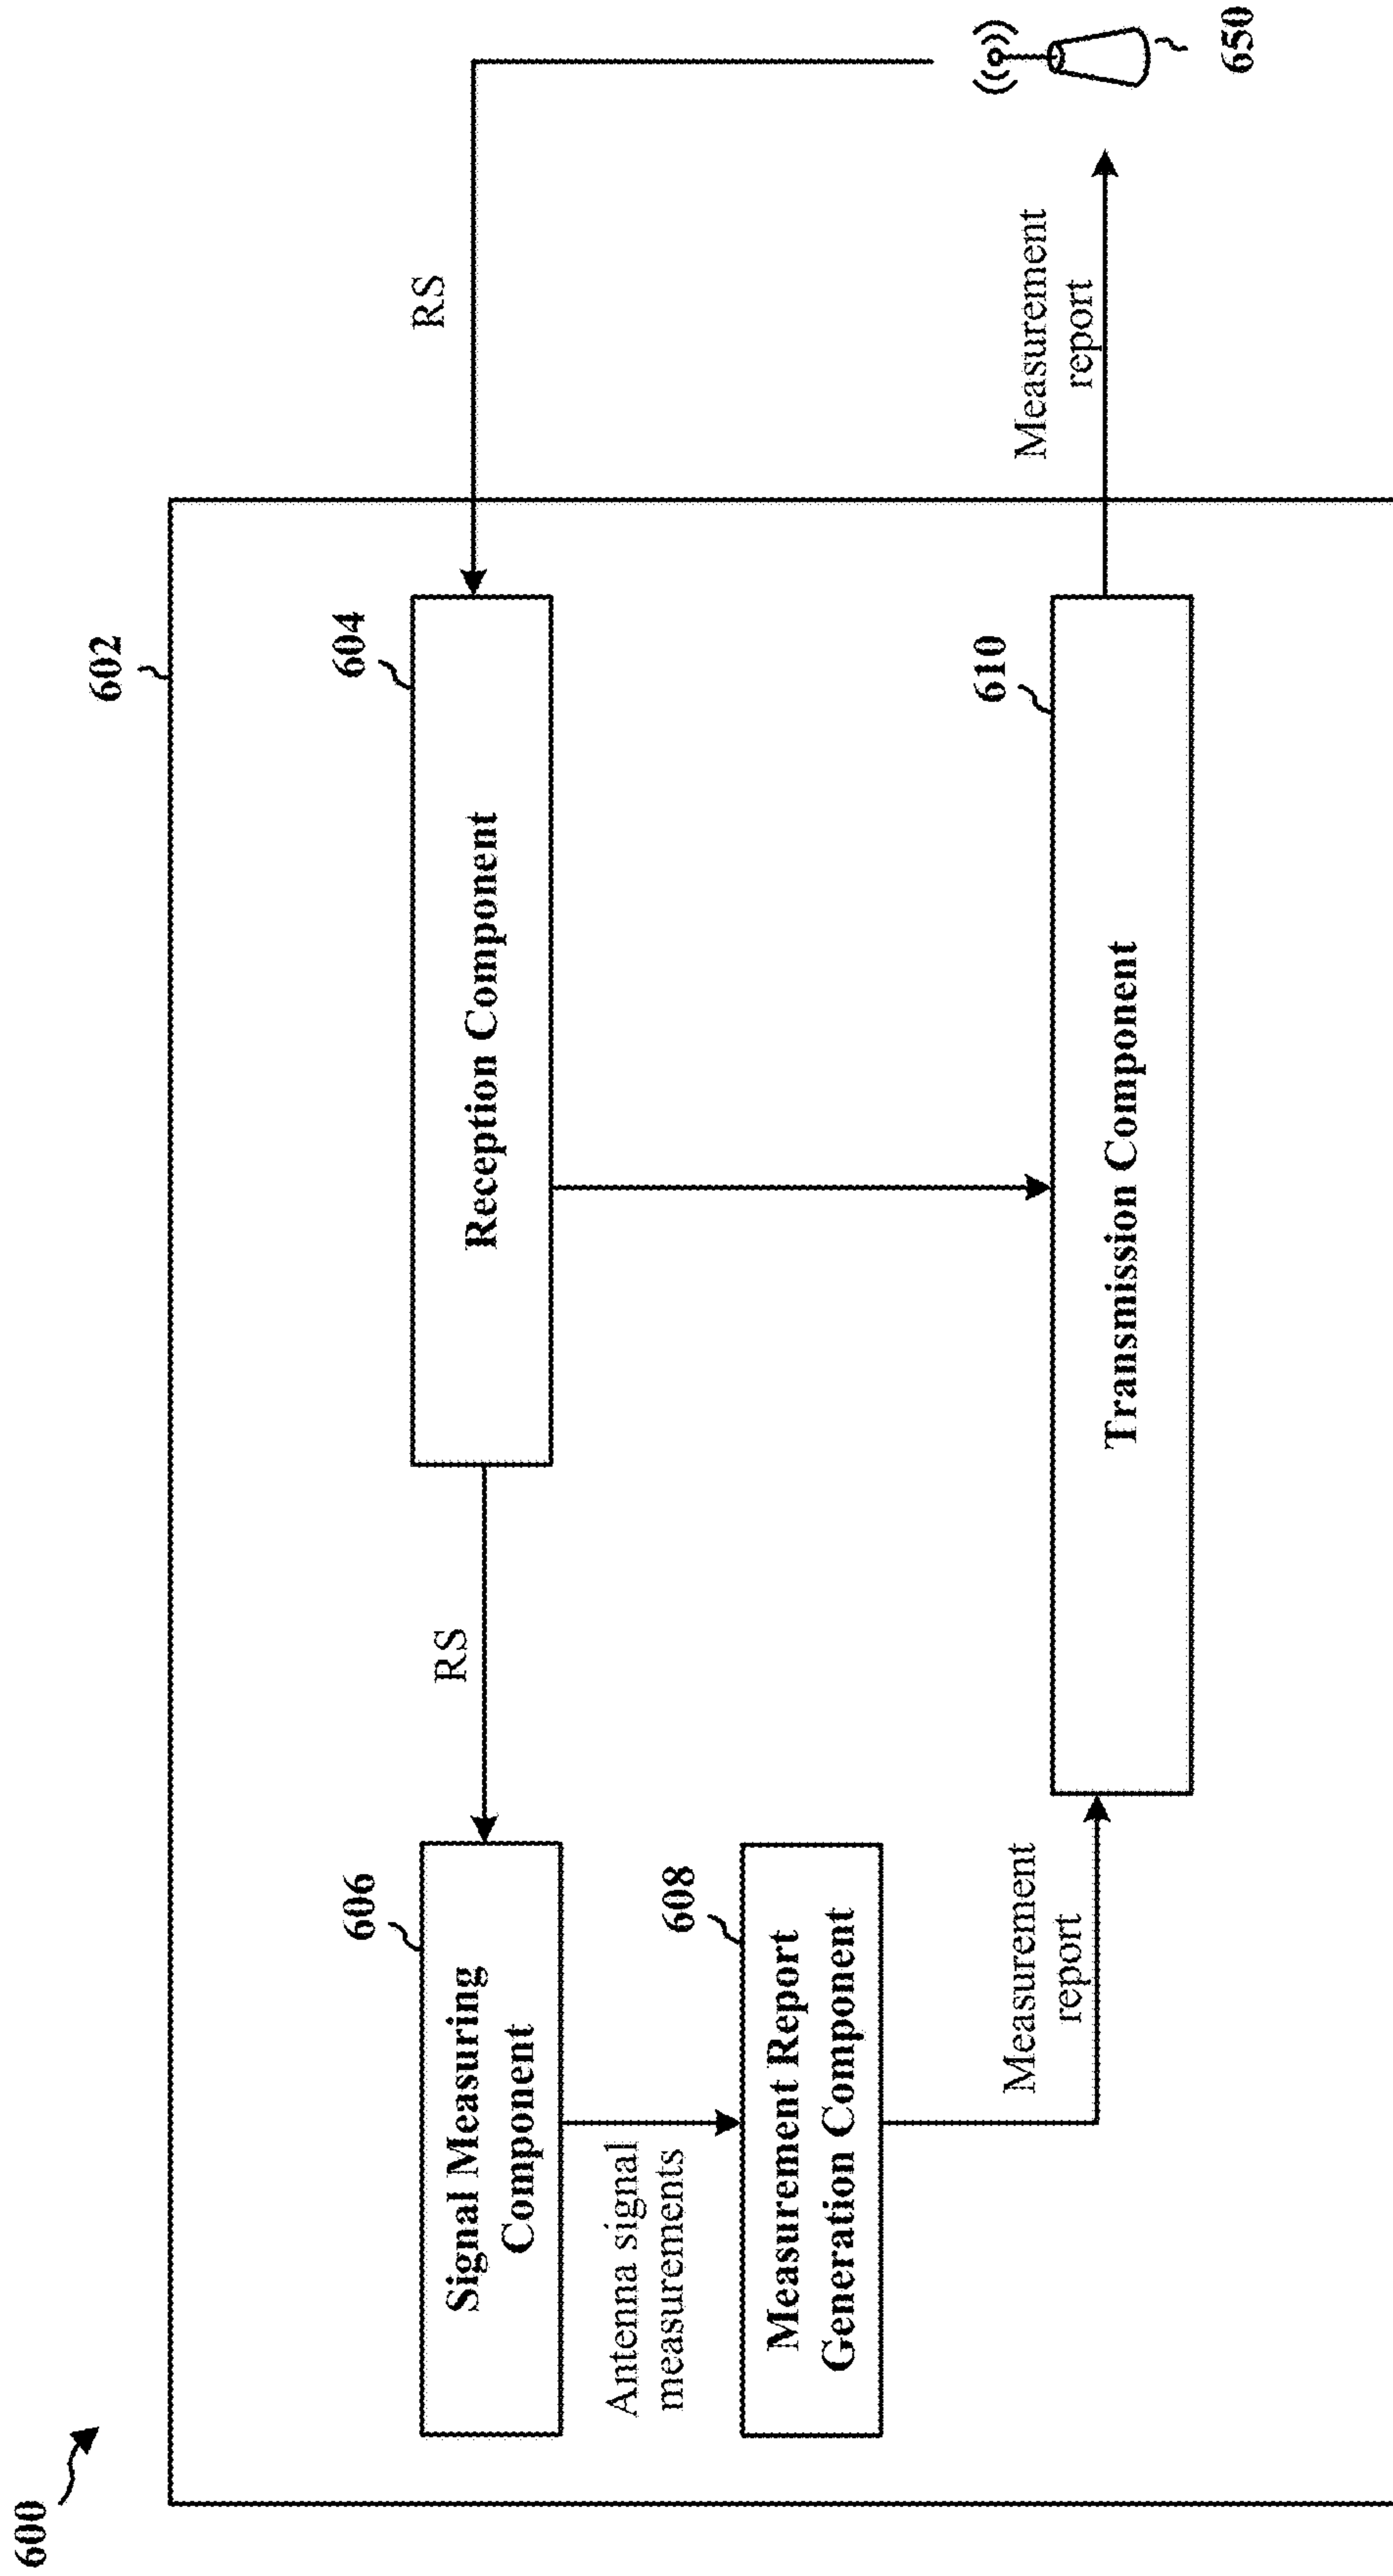 600
602
606
Signal Measuring
Component
Antenna signal
measurements
608
Measurement Report
Generation Component
Measurement
report
RS
604
Reception Component
610
Transmission Component
RS
Measurement
report
650